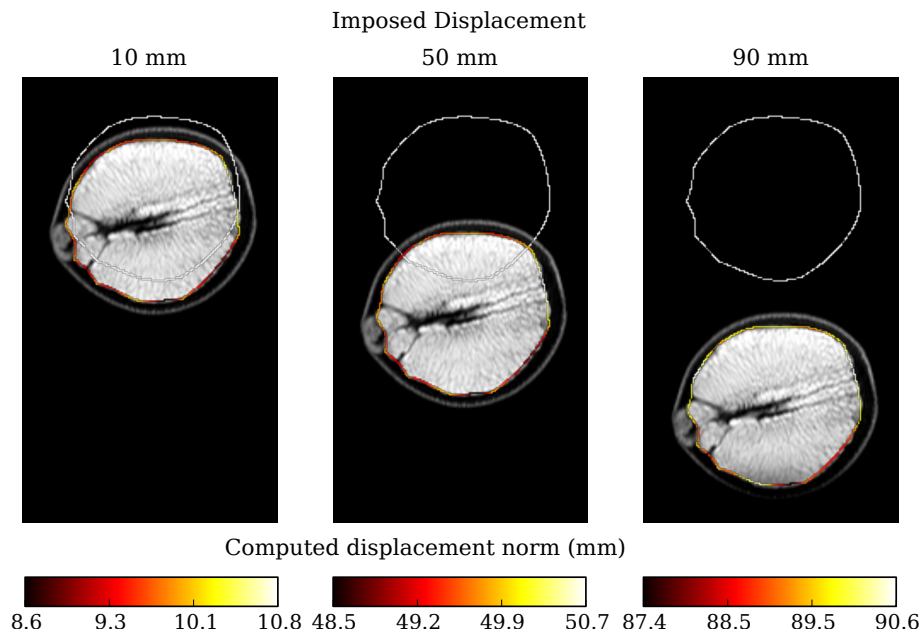 Imposed Displacement
10 mm 50 mm 90 mm
Computed displacement norm (mm)
8.6 9.3 10.1 10.8 48.5 49.2 49.9 50.7 87.4 88.5 89.5 90.6